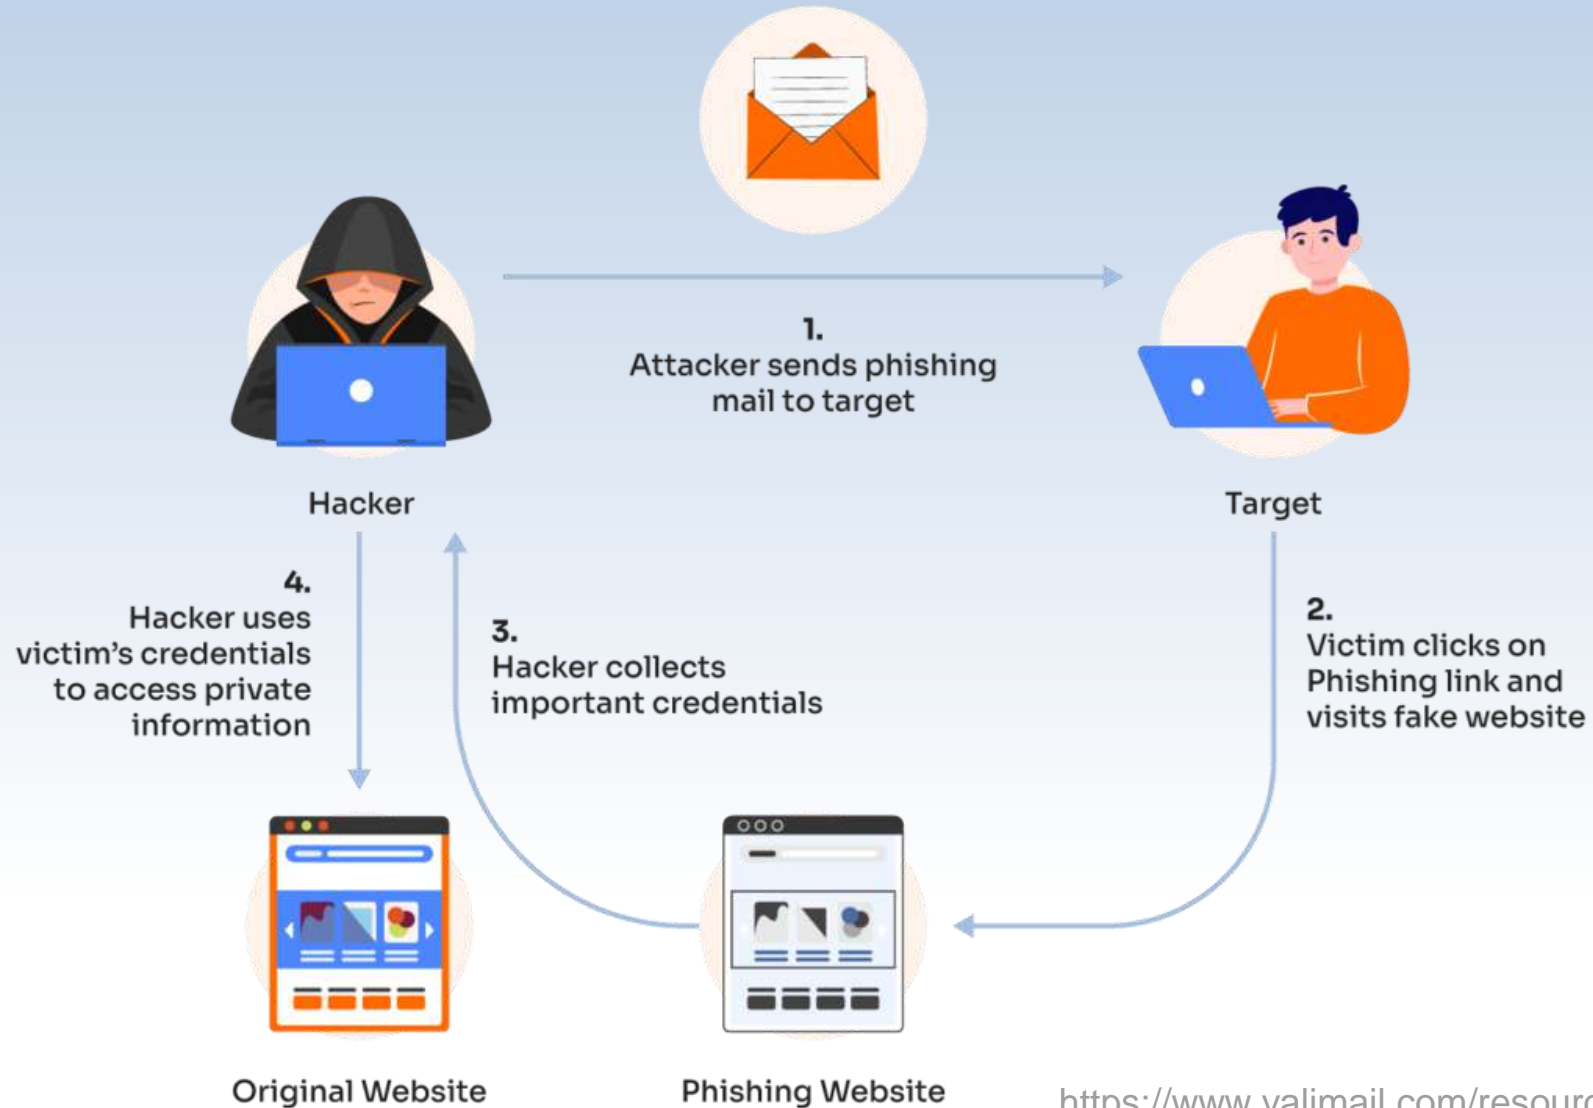 1.
Attacker sends phishing
mail to target
Hacker
Target
4.
Hacker uses
victim's credentials
to access private
information
3.
Hacker collects
important credentials
2.
Victim clicks on
Phishing link and
visits fake website
Original Website
Phishing Website
https://www.valimail.com/resourc